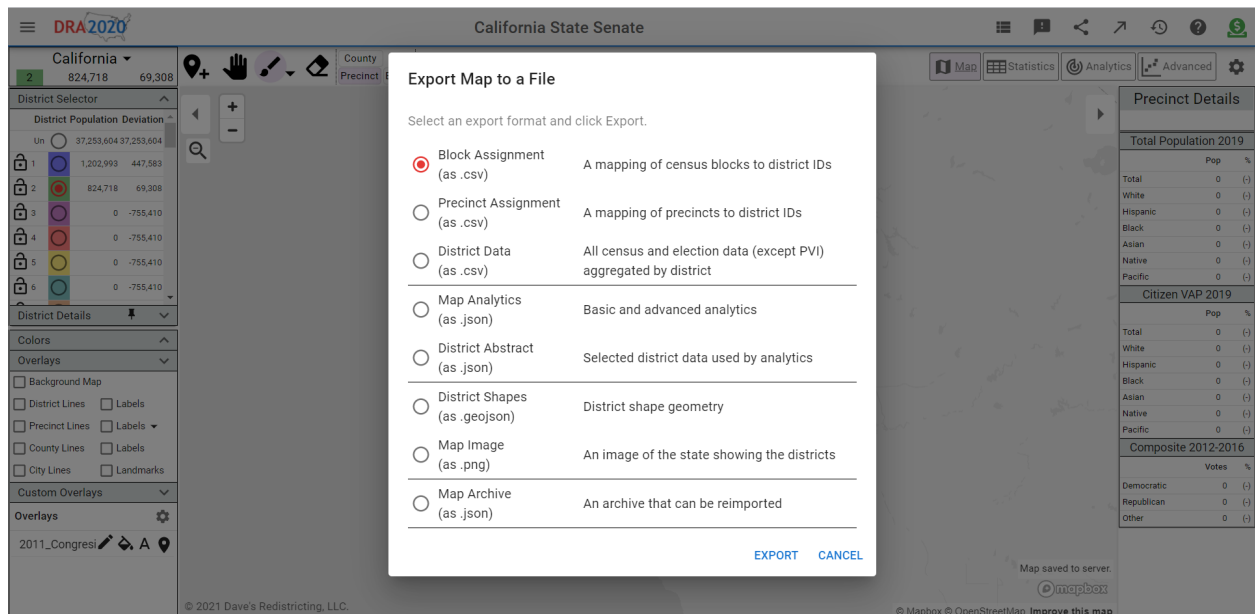 DRA2020
California State Senate
California
2 824,718 69,308
County
Precinct
Map
Statistics
Analytics
Advanced
District Selector
District Population Deviation
Un 37,253,604 37,253,604
1 1,202,993 447,583
2 824,718 69,308
3 0 -755,410
4 0 -755,410
5 0 -755,410
6 0 -755,410
District Details
Colors
Overlays
Background Map
District Lines Labels
Precinct Lines Labels
County Lines Labels
City Lines Landmarks
Custom Overlays
Overlays
2011_Congresi
A
Export Map to a File
Select an export format and click Export.
Block Assignment
(as .csv)
A mapping of census blocks to district IDs
Precinct Assignment
(as .csv)
A mapping of precincts to district IDs
District Data
(as .csv)
All census and election data (except PVI)
aggregated by district
Map Analytics
(as .json)
Basic and advanced analytics
District Abstract
(as .json)
Selected district data used by analytics
District Shapes
(as .geojson)
District shape geometry
Map Image
(as .png)
An image of the state showing the districts
Map Archive
(as .json)
An archive that can be reimported
EXPORT CANCEL
Precinct Details
Total Population 2019
Pop %
Total 0 (-)
White 0 (-)
Hispanic 0 (-)
Black 0 (-)
Asian 0 (-)
Native 0 (-)
Pacific 0 (-)
Citizen VAP 2019
Pop %
Total 0 (-)
White 0 (-)
Hispanic 0 (-)
Black 0 (-)
Asian 0 (-)
Native 0 (-)
Pacific 0 (-)
Composite 2012-2016
Votes %
Democratic 0 (-)
Republican 0 (-)
Other 0 (-)
Map saved to server.
mapbox
© 2021 Dave's Redistricting, LLC.
© Mapbox © OpenStreetMap Improve this map